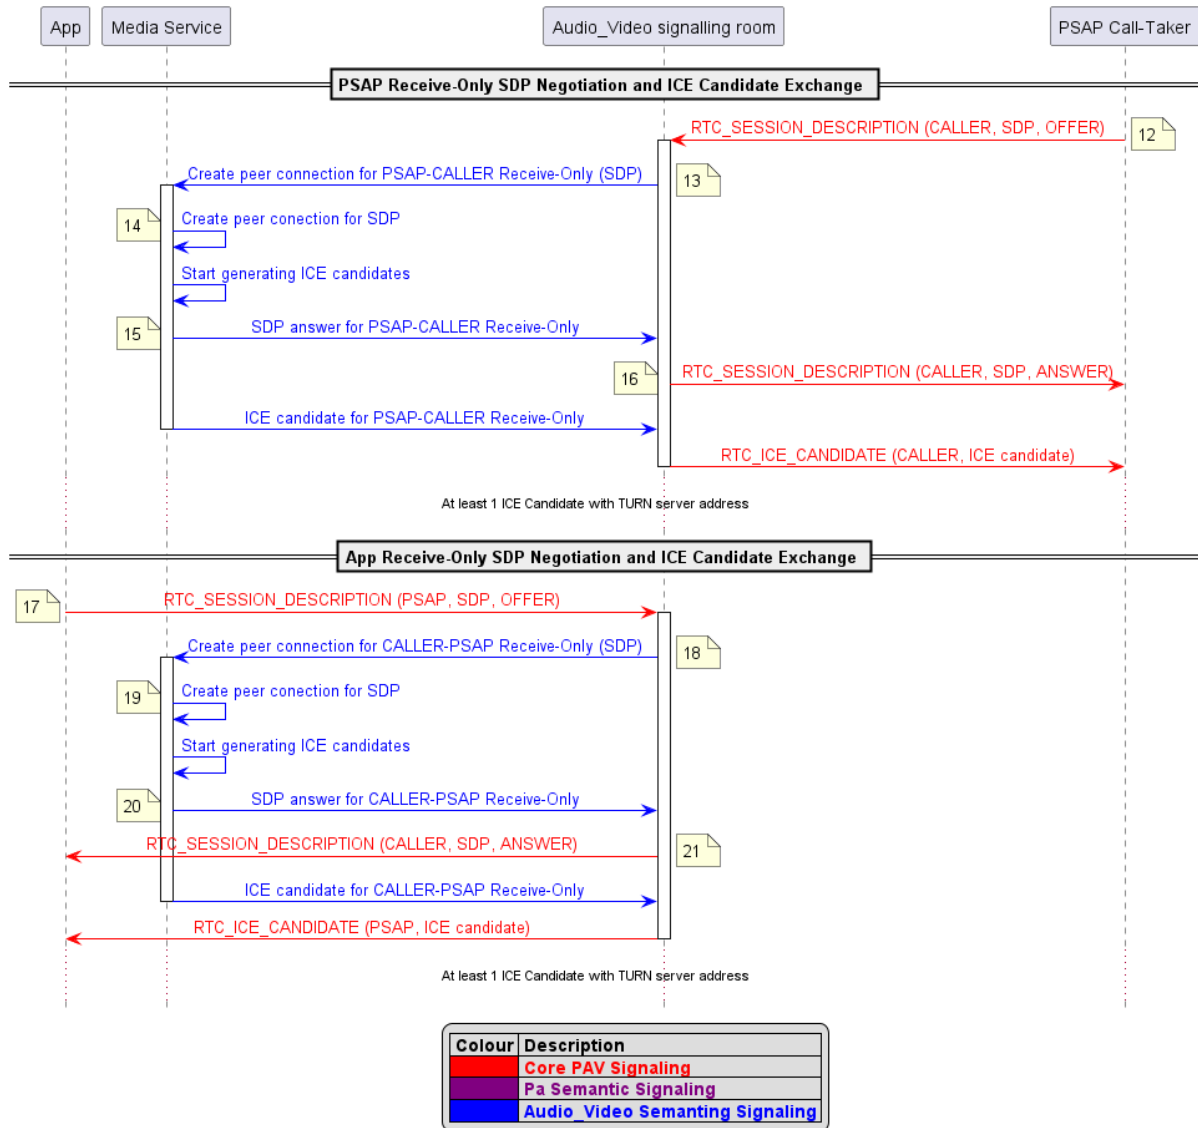 App
Media Service
Audio_Video signalling room
PSAP Call-Taker
PSAP Receive-Only SDP Negotiation and ICE Candidate Exchange
RTC_SESSION_DESCRIPTION (CALLER, SDP, OFFER)
12
Create peer connection for PSAP-CALLER Receive-Only (SDP)
13
14
Create peer conection for SDP
Start generating ICE candidates
15
SDP answer for PSAP-CALLER Receive-Only
16
RTC_SESSION_DESCRIPTION (CALLER, SDP, ANSWER)
ICE candidate for PSAP-CALLER Receive-Only
RTC_ICE_CANDIDATE (CALLER, ICE candidate)
At least 1 ICE Candidate with TURN server address
App Receive-Only SDP Negotiation and ICE Candidate Exchange
17
RTC_SESSION_DESCRIPTION (PSAP, SDP, OFFER)
Create peer connection for CALLER-PSAP Receive-Only (SDP)
18
19
Create peer conection for SDP
Start generating ICE candidates
20
SDP answer for CALLER-PSAP Receive-Only
RTC_SESSION_DESCRIPTION (CALLER, SDP, ANSWER)
21
ICE candidate for CALLER-PSAP Receive-Only
RTC_ICE_CANDIDATE (PSAP, ICE candidate)
At least 1 ICE Candidate with TURN server address
Colour Description
Core PAV Signaling
Pa Semantic Signaling
Audio_Video Semanting Signaling